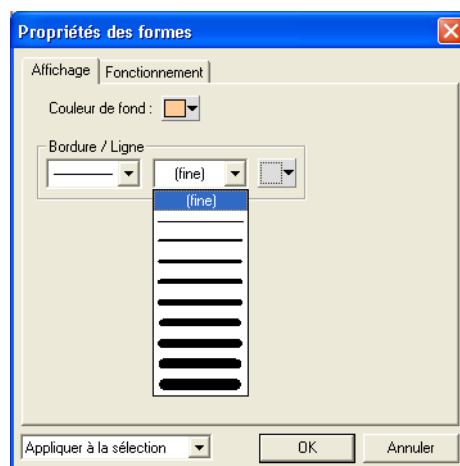 Propriétés des formes
Affichage
Fonctionnement
Couleur de fond :
Bordure / Ligne
(fine)
(fine)
Appliquer à la sélection
OK
Annuler